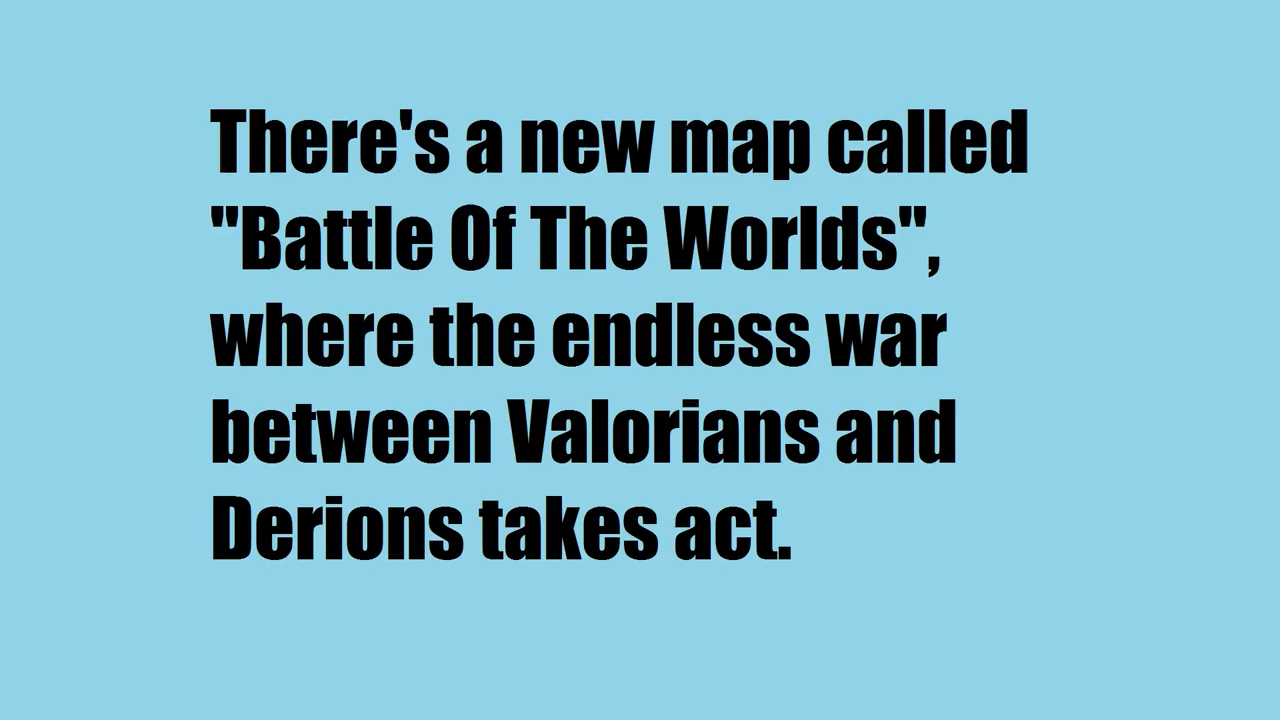 There's a new map called
"Battle Of The Worlds",
where the endless war
between Valorians and
Derions takes act.